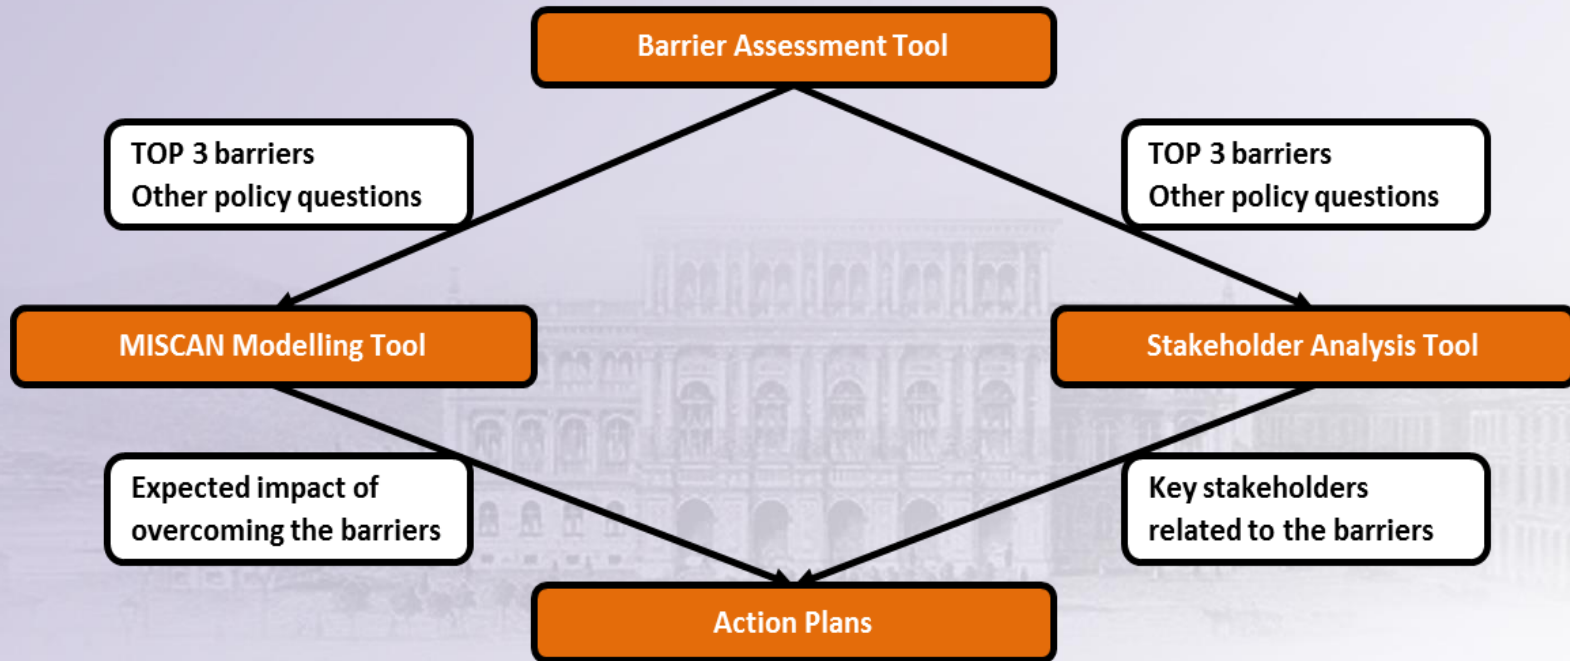 Barrier Assessment Tool
TOP 3 barriers
Other policy questions
TOP 3 barriers
Other policy questions
MISCAN Modelling Tool
Stakeholder Analysis Tool
Expected impact of
overcoming the barriers
Key stakeholders
related to the barriers
Action Plans